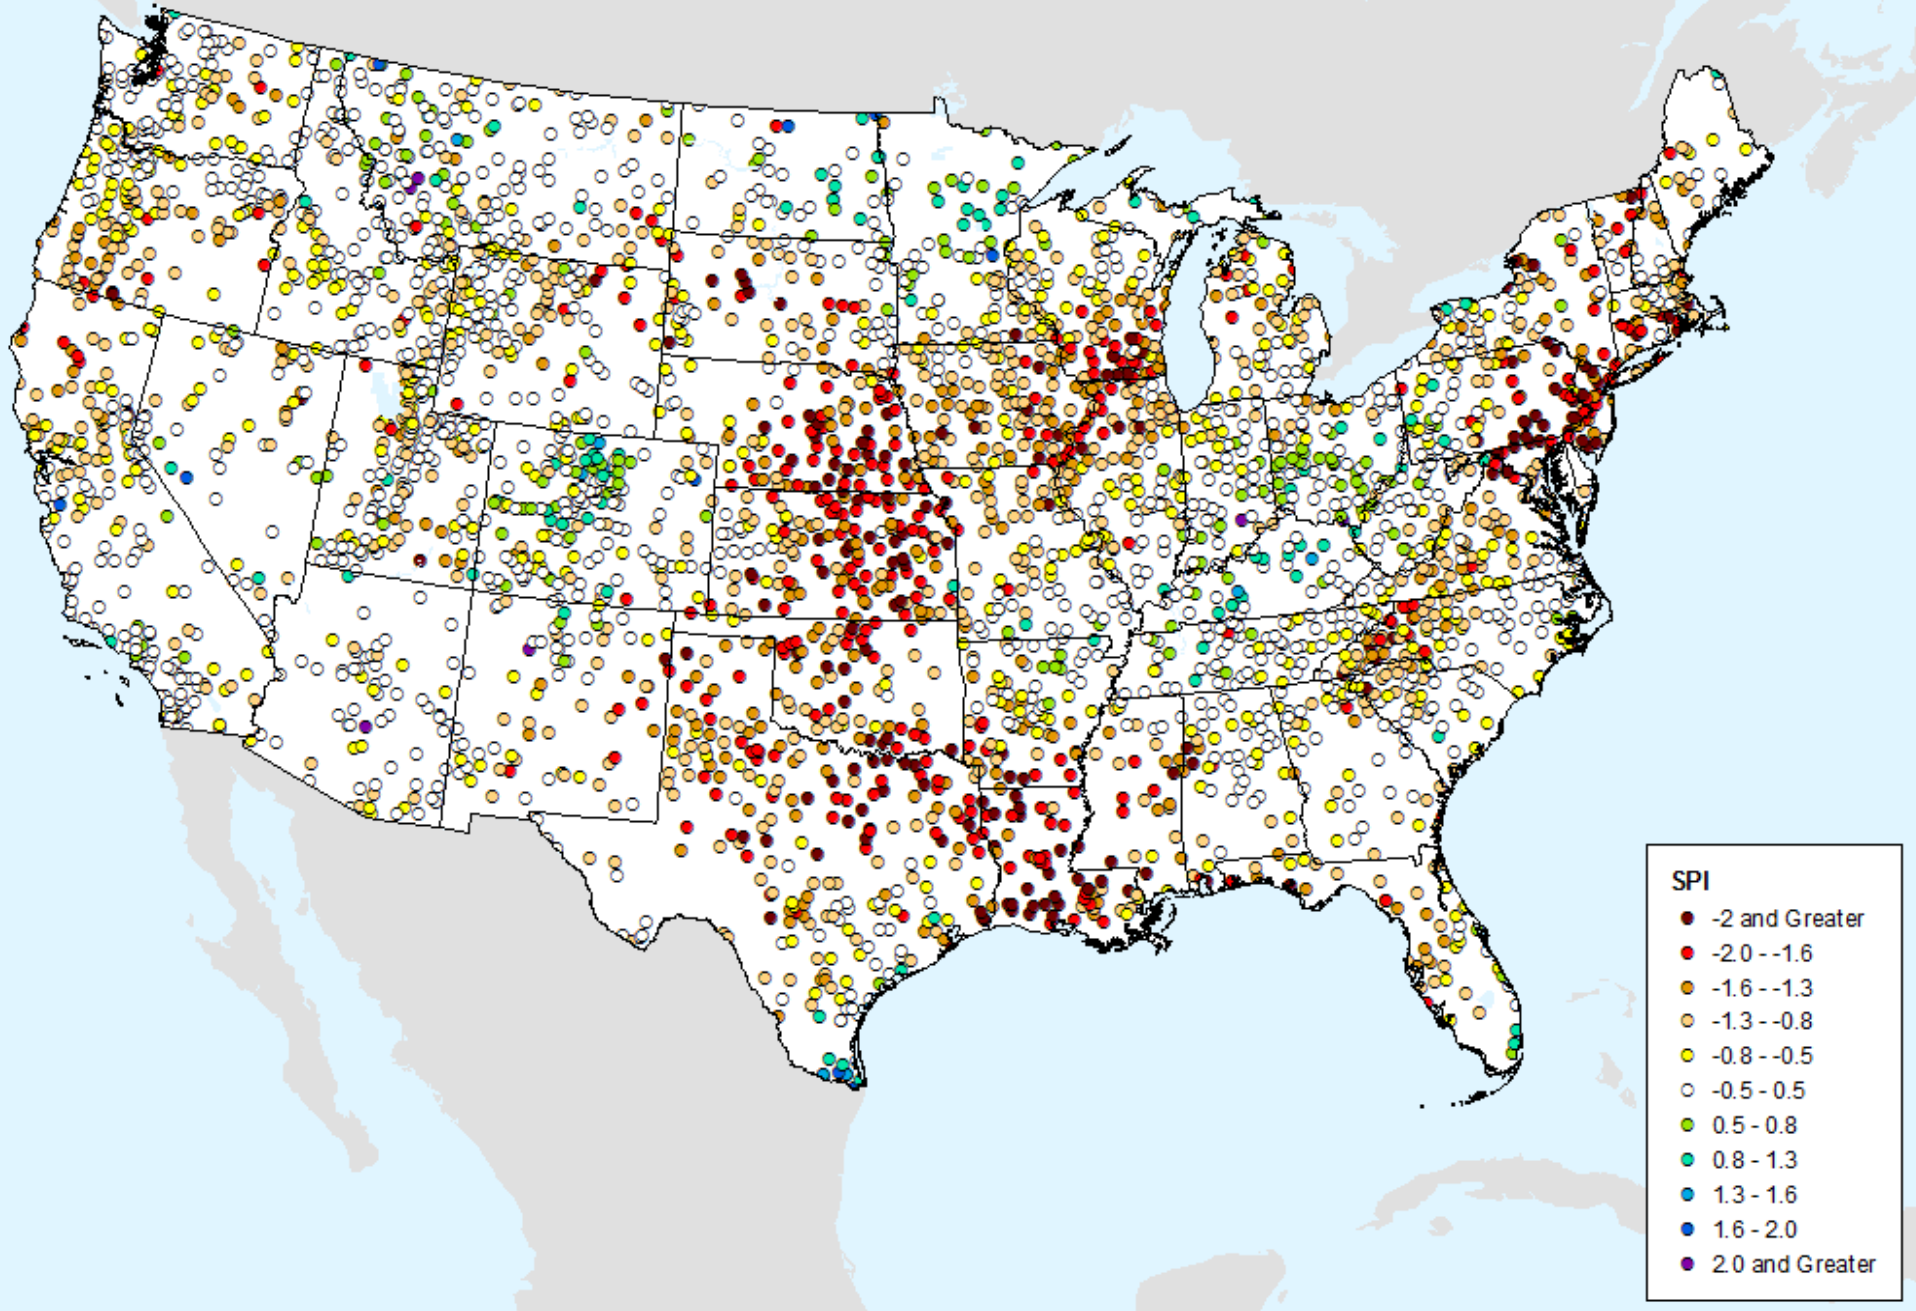 SPI
-2 and Greater
-2.0 - -1.6
-1.6 - -1.3
-1.3 - -0.8
-0.8 - -0.5
-0.5 - 0.5
0.5 - 0.8
0.8 - 1.3
1.3 - 1.6
1.6 - 2.0
2.0 and Greater